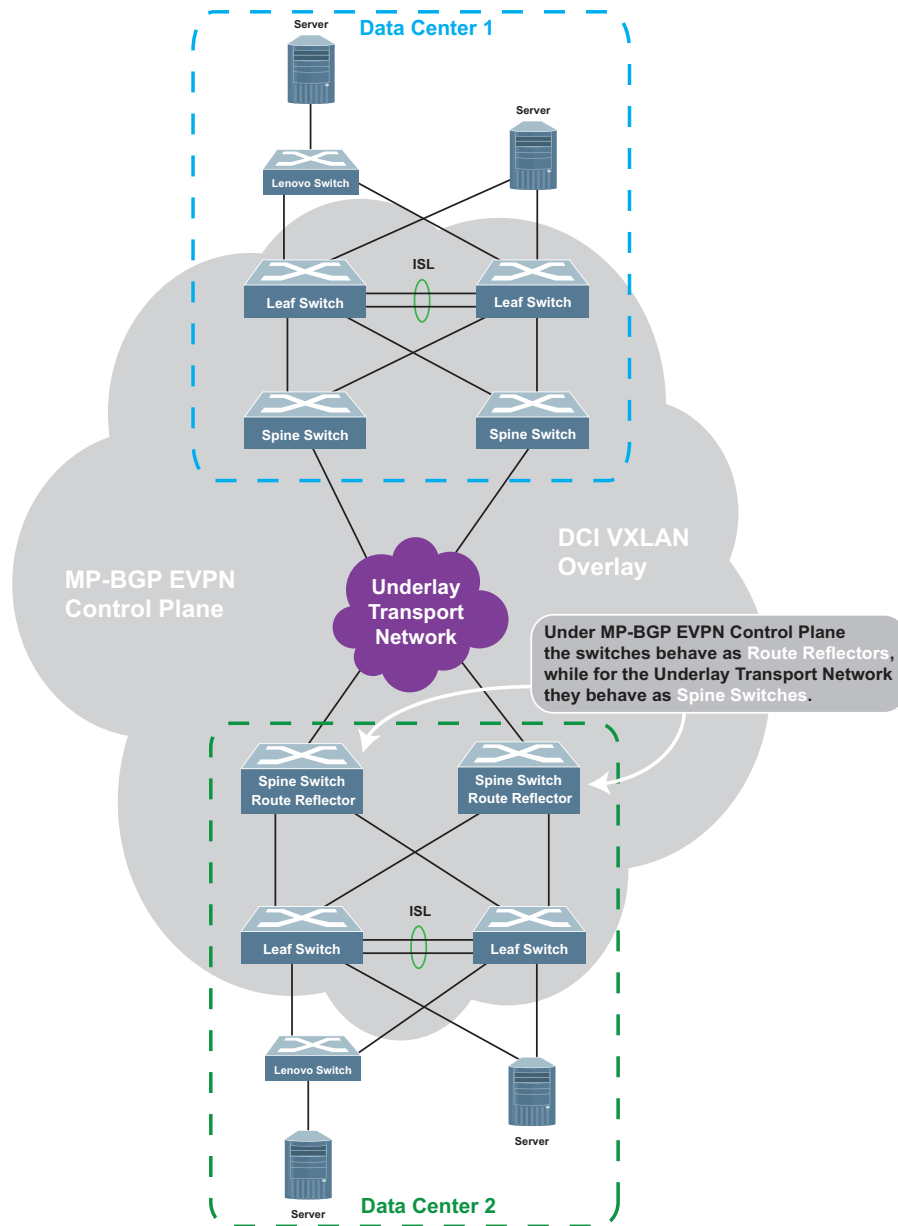 Data Center 1
Server
Server
Lenovo Switch
ISL
Leaf Switch
Leaf Switch
Spine Switch
Spine Switch
MP-BGP EVPN
Control Plane
DCI VXLAN
Overlay
Underlay
Transport
Network
Under MP-BGP EVPN Control Plane
the switches behave as Route Reflectors,
while for the Underlay Transport Network
they behave as Spine Switches.
Spine Switch
Route Reflector
Spine Switch
Route Reflector
ISL
Leaf Switch
Leaf Switch
Lenovo Switch
Server
Server
Data Center 2